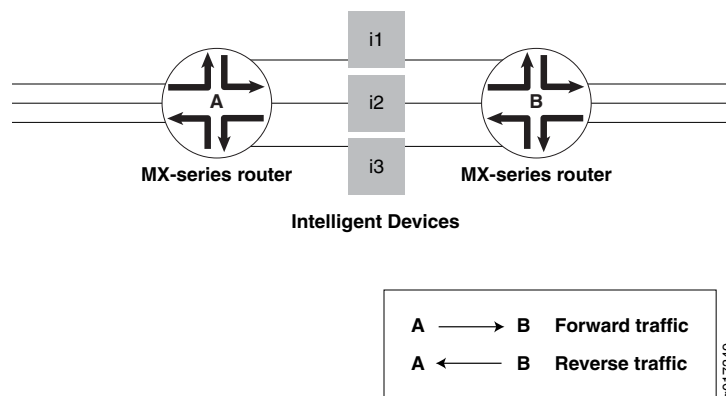 i1
A
i2
B
i3
MX-series router
MX-series router
Intelligent Devices
A B Forward traffic
A B Reverse traffic